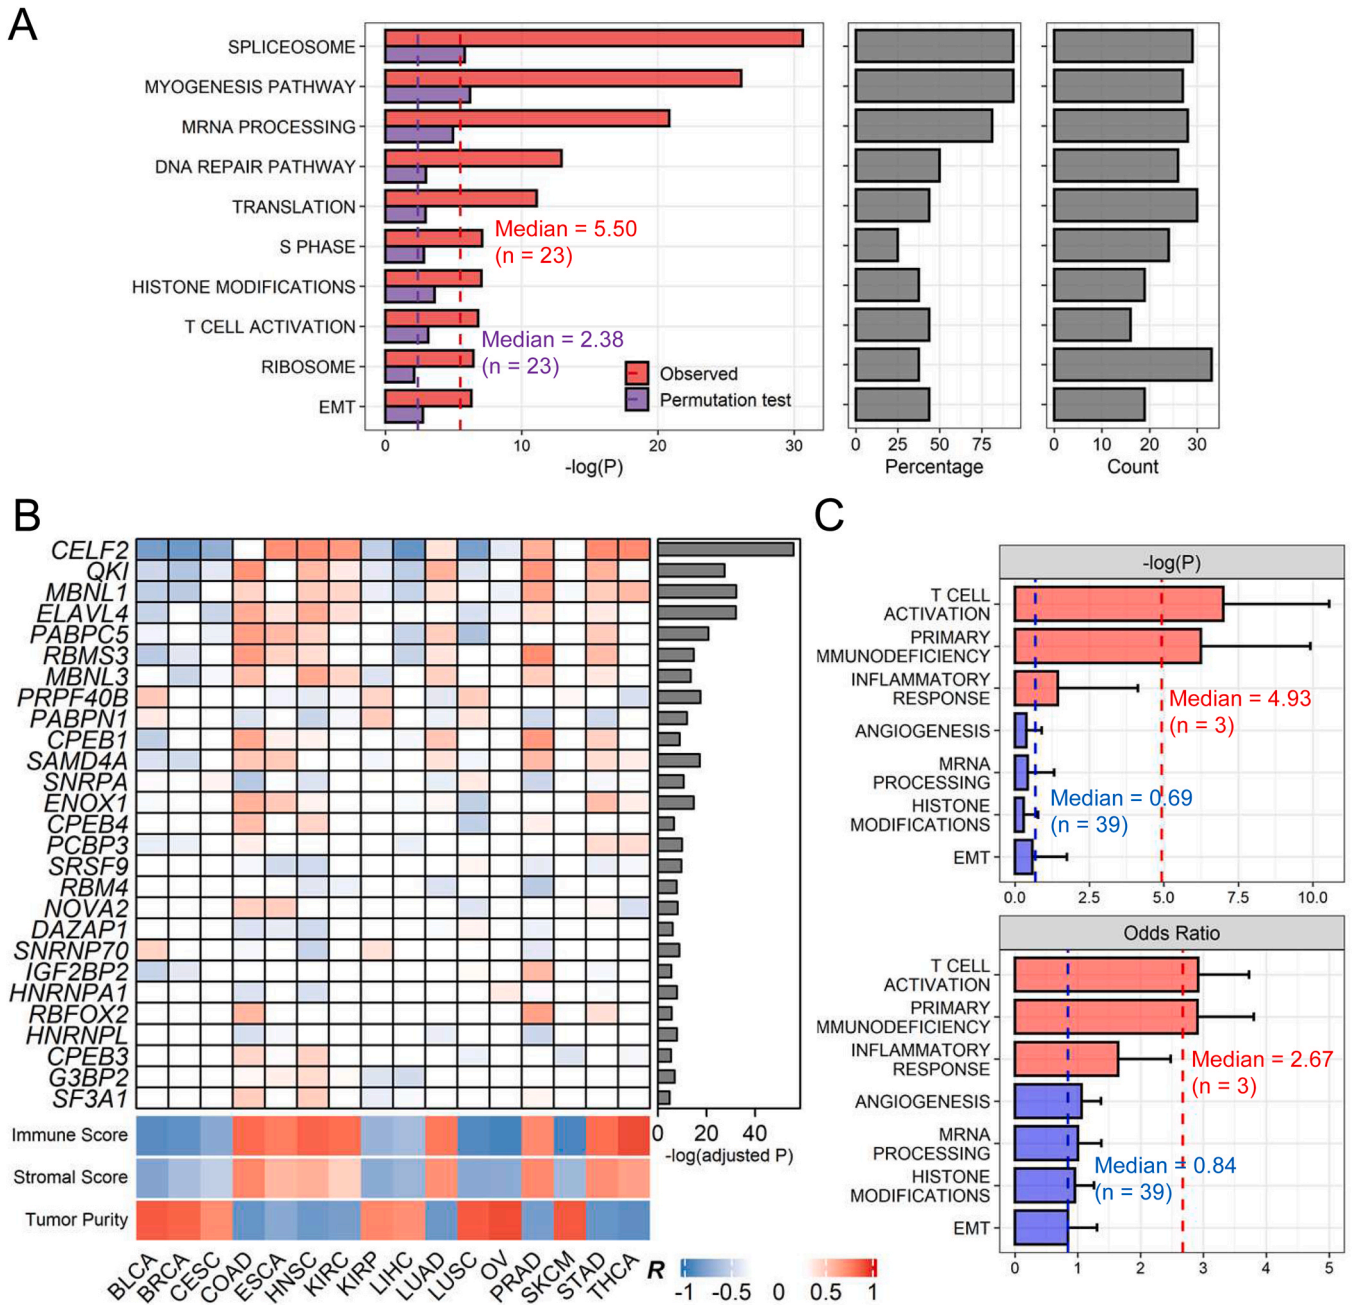 A
SPLICEOSOME
MYOGENESIS PATHWAY
MRNA PROCESSING
DNA REPAIR PATHWAY
TRANSLATION
S PHASE
HISTONE MODIFICATIONS
T CELL ACTIVATION
RIBOSOME
EMT
Median = 5.50
(n = 23)
Median = 2.38
(n = 23)
Observed
Permutation test
0 10 20 30
-log(P)
0 25 50 75
Percentage
0 10 20 30
Count
B
CELF2
QKI
MBNL1
ELAVL4
PABPC5
RBMS3
MBNL3
PRPF40B
PABPN1
CPEB1
SAMD4A
SNRPA
ENOX1
CPEB4
PCBP3
SRSF9
RBM4
NOVA2
DAZAP1
SNRNP70
IGF2BP2
HNRNPA1
RBFOX2
HNRNPL
CPEB3
G3BP2
SF3A1
0 20 40
-log(adjusted P)
Immune Score
Stromal Score
Tumor Purity
BLCA BRCA CESC COAD ESCA HNSC KIRC KIRP LIHC LUAD LUSC OV PRAD SKCM STAD THCA
R
-1 -0.5 0 0.5 1
C
-log(P)
T CELL
ACTIVATION
PRIMARY
MMUNODEFICIENCY
INFLAMMATORY
RESPONSE
ANGIOGENESIS
MRNA
PROCESSING
HISTONE
MODIFICATIONS
EMT
Median = 4.93
(n = 3)
Median = 0.69
(n = 39)
0.0 2.5 5.0 7.5 10.0
Odds Ratio
T CELL
ACTIVATION
PRIMARY
MMUNODEFICIENCY
INFLAMMATORY
RESPONSE
ANGIOGENESIS
MRNA
PROCESSING
HISTONE
MODIFICATIONS
EMT
Median = 2.67
(n = 3)
Median = 0.84
(n = 39)
0 1 2 3 4 5